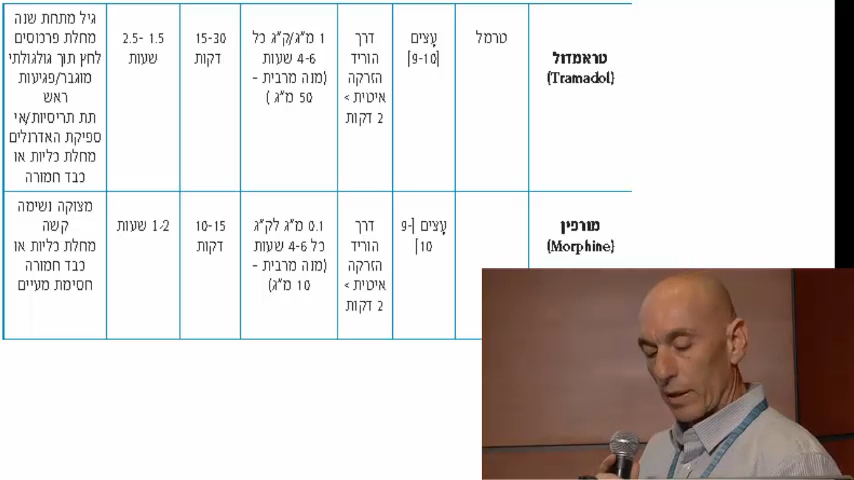 טראמדול
(Tramadol)
טרמל
עָצים
[9-10]
דרך
הוריד
הזרקה
איטית >
2 דקות
1 מ"ג/ק"ג כל
4-6 שעות
(מנה מרבית –
50 מ"ג )
15-30
דקות
1.5 -2.5
שעות
גיל מתחת שנה
מחלת פרכוסים
לחץ תוך גולגולתי
מוגבר/פגיעות
ראש
תת תריסיות/אי
ספיקת האדרנלים
מחלת כליות או
כבד חמורה
מורפין
(Morphine)
עָצים [9-
10]
דרך
הוריד
הזרקה
איטית >
2 דקות
0.1 מ"ג לק"ג
כל 4-6 שעות
(מנה מרבית –
10 מ"ג)
10-15
דקות
1-2 שעות
מצוקה נשימה
קשה
מחלת כליות או
כבד חמורה
חסימת מעיים